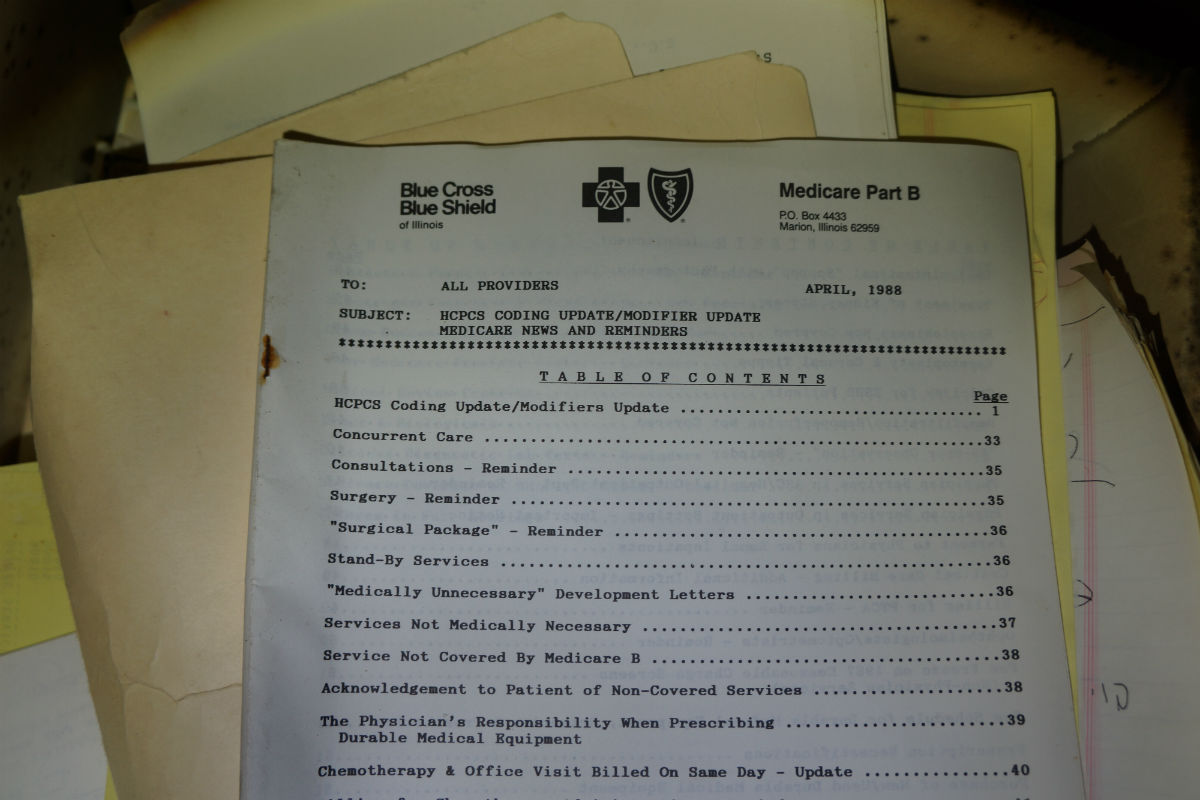 Blue Cross
Blue Shield
of Illinois
Medicare Part B
P.O. Box 4433
Marion, Illinois 62959
TO: ALL PROVIDERS APRIL, 1988
SUBJECT: HCPCS CODING UPDATE/MODIFIER UPDATE
MEDICARE NEWS AND REMINDERS
TABLE OF CONTENTS
Page
HCPCS Coding Update/Modifiers Update 1
Concurrent Care 33
Consultations - Reminder 35
Surgery - Reminder 35
"Surgical Package" - Reminder 36
Stand-By Services 36
"Medically Unnecessary" Development Letters 36
Services Not Medically Necessary 37
Service Not Covered By Medicare B 38
Acknowledgement to Patient of Non-Covered Services 38
The Physician's Responsibility When Prescribing 39
Durable Medical Equipment
Chemotherapy & Office Visit Billed On Same Day - Update 40